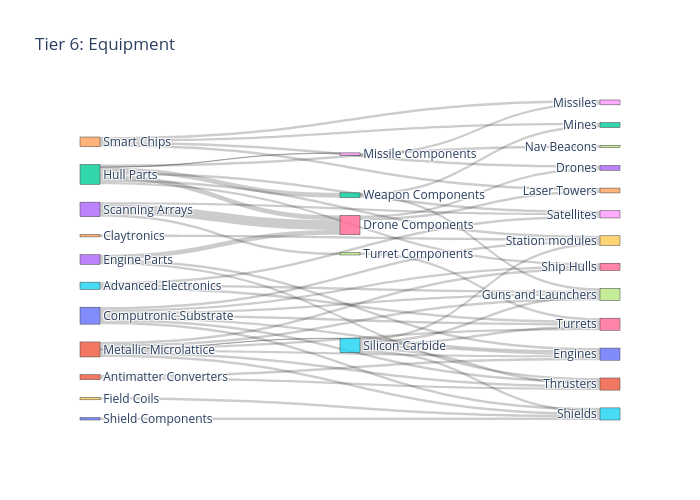 Tier 6: Equipment
Smart Chips
Hull Parts
Scanning Arrays
Claytronics
Engine Parts
Advanced Electronics
Computronic Substrate
Metallic Microlattice
Antimatter Converters
Field Coils
Shield Components
Missile Components
Weapon Components
Drone Components
Turret Components
Silicon Carbide
Missiles
Mines
Nav Beacons
Drones
Laser Towers
Satellites
Station modules
Ship Hulls
Guns and Launchers
Turrets
Engines
Thrusters
Shields